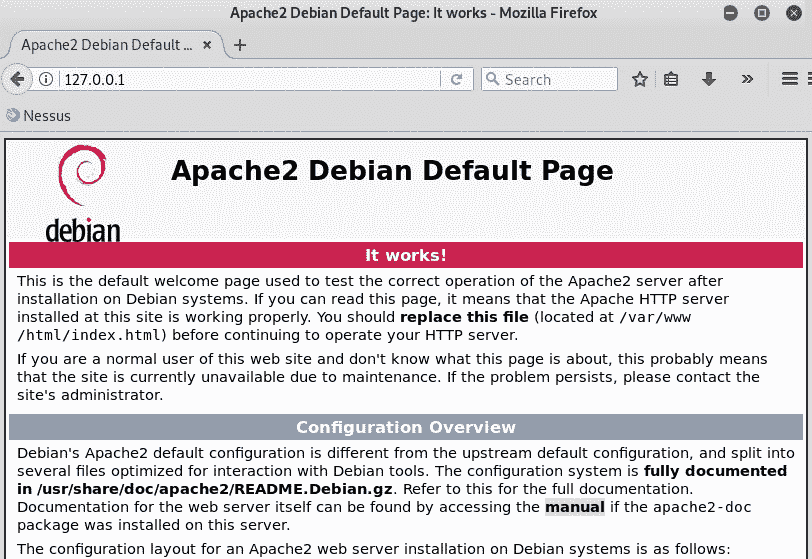 Apache2 Debian Default Page: It works - Mozilla Firefox
Apache2 Debian Default ...
127.0.0.1
Search
Nessus
debian
Apache2 Debian Default Page
It works!
This is the default welcome page used to test the correct operation of the Apache2 server after
installation on Debian systems. If you can read this page, it means that the Apache HTTP server
installed at this site is working properly. You should replace this file (located at /var/www
/html/index.html) before continuing to operate your HTTP server.
If you are a normal user of this web site and don't know what this page is about, this probably means
that the site is currently unavailable due to maintenance. If the problem persists, please contact the
site's administrator.
Configuration Overview
Debian's Apache2 default configuration is different from the upstream default configuration, and split into
several files optimized for interaction with Debian tools. The configuration system is fully documented
in /usr/share/doc/apache2/README.Debian.gz. Refer to this for the full documentation.
Documentation for the web server itself can be found by accessing the manual if the apache2-doc
package was installed on this server.
The configuration layout for an Apache2 web server installation on Debian systems is as follows: